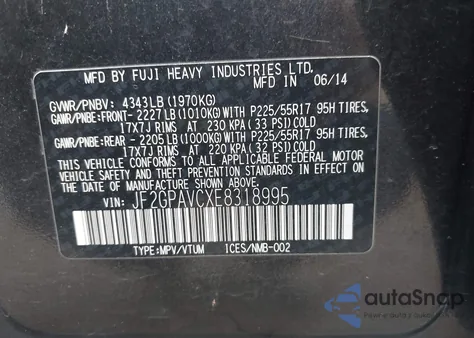 MFD BY FUJI HEAVY INDUSTRIES LTD.
MFD IN 06/14
GVWR/PNBV: 4343LB(1970KG)
GAWR/PNBE:FRONT- 2227LB(1010KG)WITH P225/55R17 95H TIRES,
17X7J RIMS AT 230 KPA(33 PSI)COLD
GAWR/PNBE:REAR - 2205LB(1000KG)WITH P225/55R17 95H TIRES,
17X7J RIMS AT 220 KPA(32 PSI)COLD
THIS VEHICLE CONFORMS TO ALL APPLICABLE FEDERAL MOTOR
VEHICLE SAFETY AND THEFT PREVENTION STANDARDS IN
EFFECT ON THE DATE OF MANUFACTURE SHOWN ABOVE.
VIN: JF2GPAVCXE8318995
TYPE:MPV/VTUM ICES/NMB-002
autoSnap